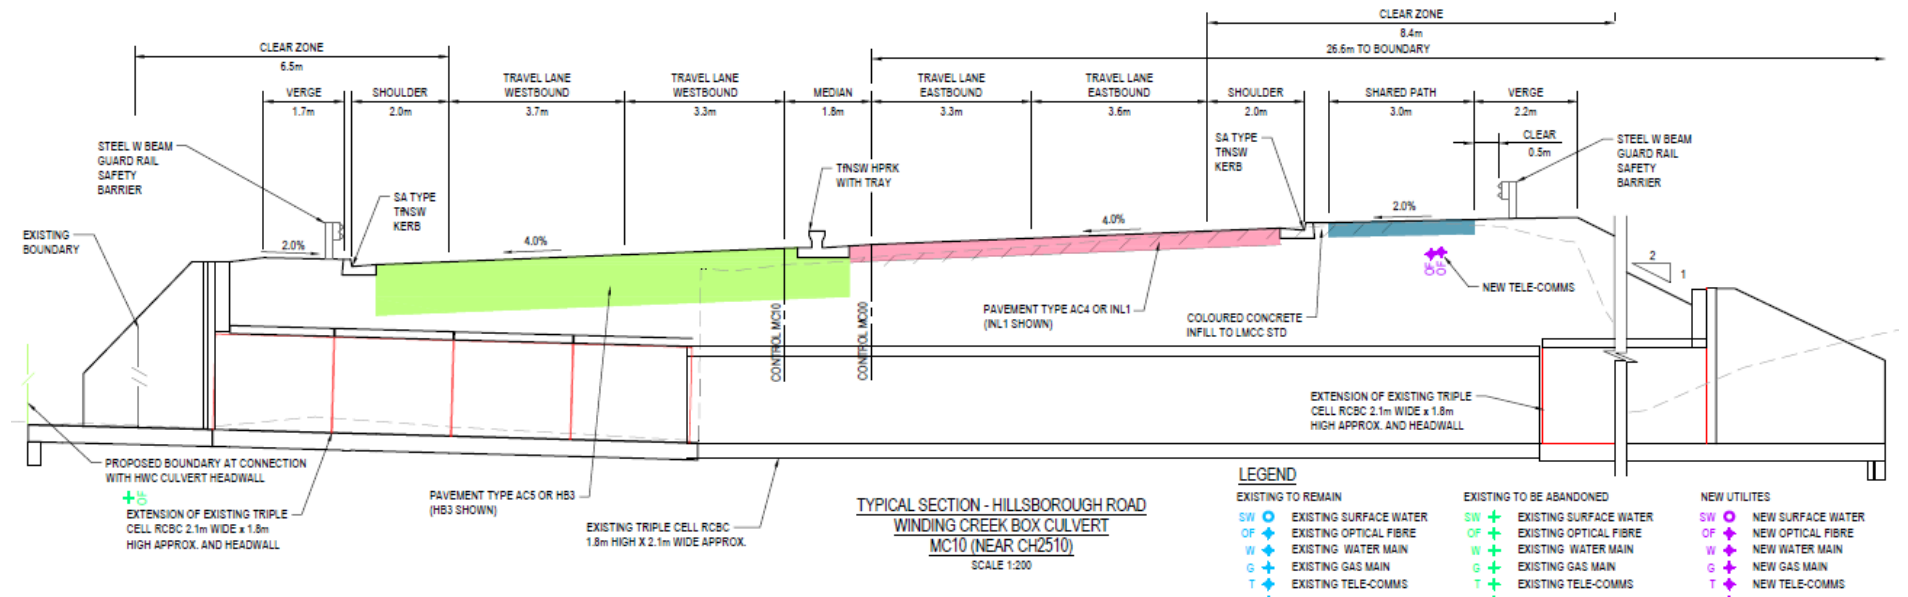 CLEAR ZONE
8.4m
26.6m TO BOUNDARY
CLEAR ZONE
6.5m
VERGE
1.7m
SHOULDER
2.0m
TRAVEL LANE
WESTBOUND
3.7m
TRAVEL LANE
WESTBOUND
3.3m
MEDIAN
1.8m
TRAVEL LANE
EASTBOUND
3.3m
TRAVEL LANE
EASTBOUND
3.6m
SHOULDER
2.0m
SHARED PATH
3.0m
VERGE
2.2m
CLEAR
0.5m
STEEL W BEAM
GUARD RAIL
SAFETY
BARRIER
SA TYPE
TfNSW
KERB
TfNSW HPRK
WITH TRAY
SA TYPE
TfNSW
KERB
STEEL W BEAM
GUARD RAIL
SAFETY
BARRIER
EXISTING
BOUNDARY
2.0%
4.0%
4.0%
2.0%
2
1
OF
OF
NEW TELE-COMMS
CONTROL MC10
CONTROL MC00
PAVEMENT TYPE AC4 OR INL1
(INL1 SHOWN)
COLOURED CONCRETE
INFILL TO LMCC STD
EXTENSION OF EXISTING TRIPLE
CELL RCBC 2.1m WIDE x 1.8m
HIGH APPROX. AND HEADWALL
PROPOSED BOUNDARY AT CONNECTION
WITH HWC CULVERT HEADWALL
OF
EXTENSION OF EXISTING TRIPLE
CELL RCBC 2.1m WIDE x 1.8m
HIGH APPROX. AND HEADWALL
PAVEMENT TYPE AC5 OR HB3
(HB3 SHOWN)
EXISTING TRIPLE CELL RCBC
1.8m HIGH X 2.1m WIDE APPROX.
TYPICAL SECTION - HILLSBOROUGH ROAD
WINDING CREEK BOX CULVERT
MC10 (NEAR CH2510)
SCALE 1:200
LEGEND
EXISTING TO REMAIN
SW EXISTING SURFACE WATER
OF EXISTING OPTICAL FIBRE
W EXISTING WATER MAIN
G EXISTING GAS MAIN
T EXISTING TELE-COMMS
EXISTING TO BE ABANDONED
SW EXISTING SURFACE WATER
OF EXISTING OPTICAL FIBRE
W EXISTING WATER MAIN
G EXISTING GAS MAIN
T EXISTING TELE-COMMS
NEW UTILITES
SW NEW SURFACE WATER
OF NEW OPTICAL FIBRE
W NEW WATER MAIN
G NEW GAS MAIN
T NEW TELE-COMMS